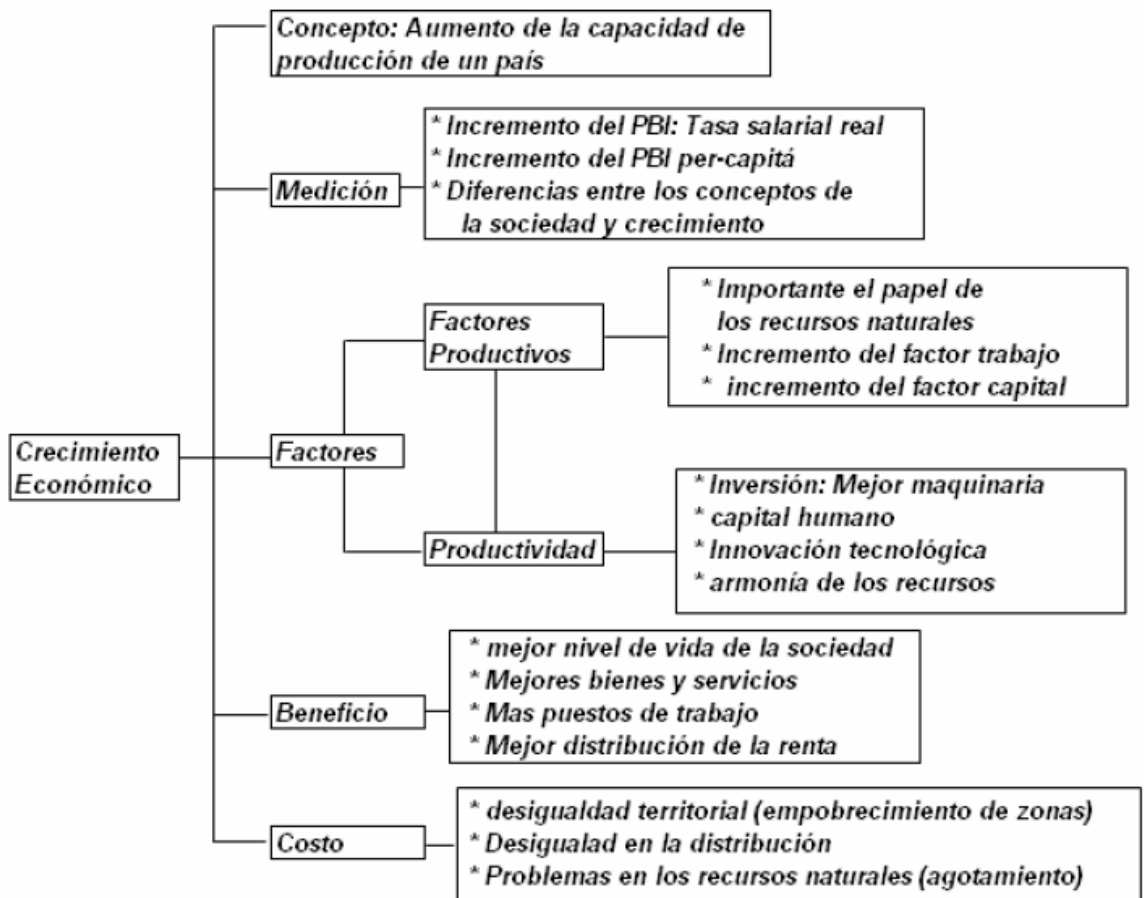 Concepto: Aumento de la capacidad de
producción de un país
* Incremento del PBI: Tasa salarial real
* Incremento del PBI per-capitá
* Diferencias entre los conceptos de
la sociedad y crecimiento
Medición
* Importante el papel de
los recursos naturales
* Incremento del factor trabajo
* incremento del factor capital
Factores
Productivos
Crecimiento
Económico
Factores
* Inversión: Mejor maquinaria
* capital humano
* Innovación tecnológica
* armonía de los recursos
Productividad
* mejor nivel de vida de la sociedad
* Mejores bienes y servicios
* Mas puestos de trabajo
* Mejor distribución de la renta
Beneficio
* desigualdad territorial (empobrecimiento de zonas)
* Desigualad en la distribución
* Problemas en los recursos naturales (agotamiento)
Costo